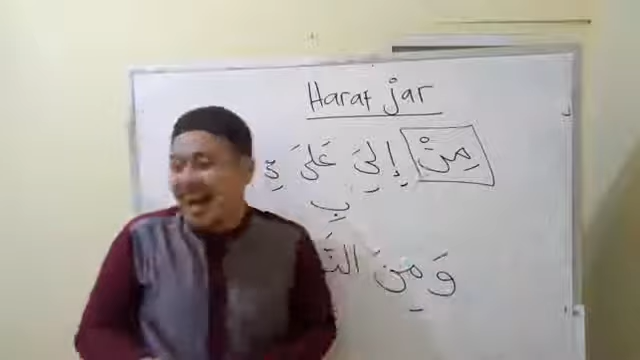 Haraf jar
مِنْ إِلَى عَلَى فِي
بِ
وَمِنَ